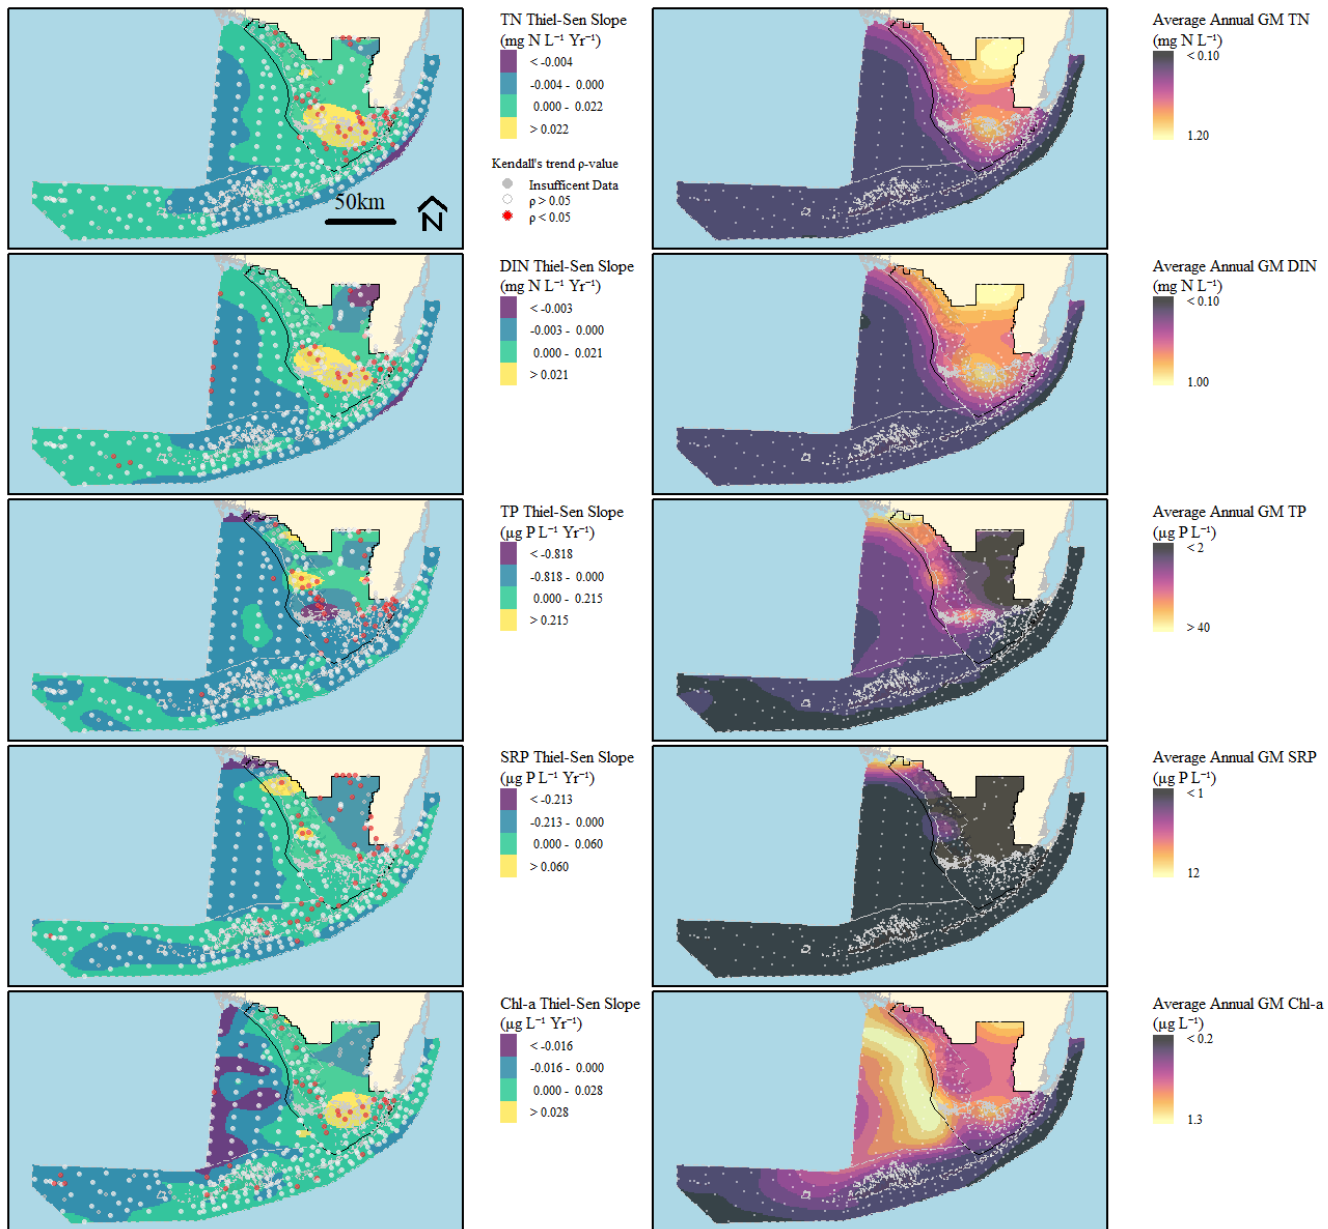 TN Thiel-Sen Slope
(mg N L⁻¹ Yr⁻¹)
< -0.004
-0.004 - 0.000
0.000 - 0.022
> 0.022
Kendall's trend ρ-value
Insufficent Data
ρ > 0.05
ρ < 0.05
50km
N
Average Annual GM TN
(mg N L⁻¹)
< 0.10
1.20
DIN Thiel-Sen Slope
(mg N L⁻¹ Yr⁻¹)
< -0.003
-0.003 - 0.000
0.000 - 0.021
> 0.021
Average Annual GM DIN
(mg N L⁻¹)
< 0.10
1.00
TP Thiel-Sen Slope
(µg P L⁻¹ Yr⁻¹)
< -0.818
-0.818 - 0.000
0.000 - 0.215
> 0.215
Average Annual GM TP
(µg P L⁻¹)
< 2
> 40
SRP Thiel-Sen Slope
(µg P L⁻¹ Yr⁻¹)
< -0.213
-0.213 - 0.000
0.000 - 0.060
> 0.060
Average Annual GM SRP
(µg P L⁻¹)
< 1
12
Chl-a Thiel-Sen Slope
(µg L⁻¹ Yr⁻¹)
< -0.016
-0.016 - 0.000
0.000 - 0.028
> 0.028
Average Annual GM Chl-a
(µg L⁻¹)
< 0.2
1.3